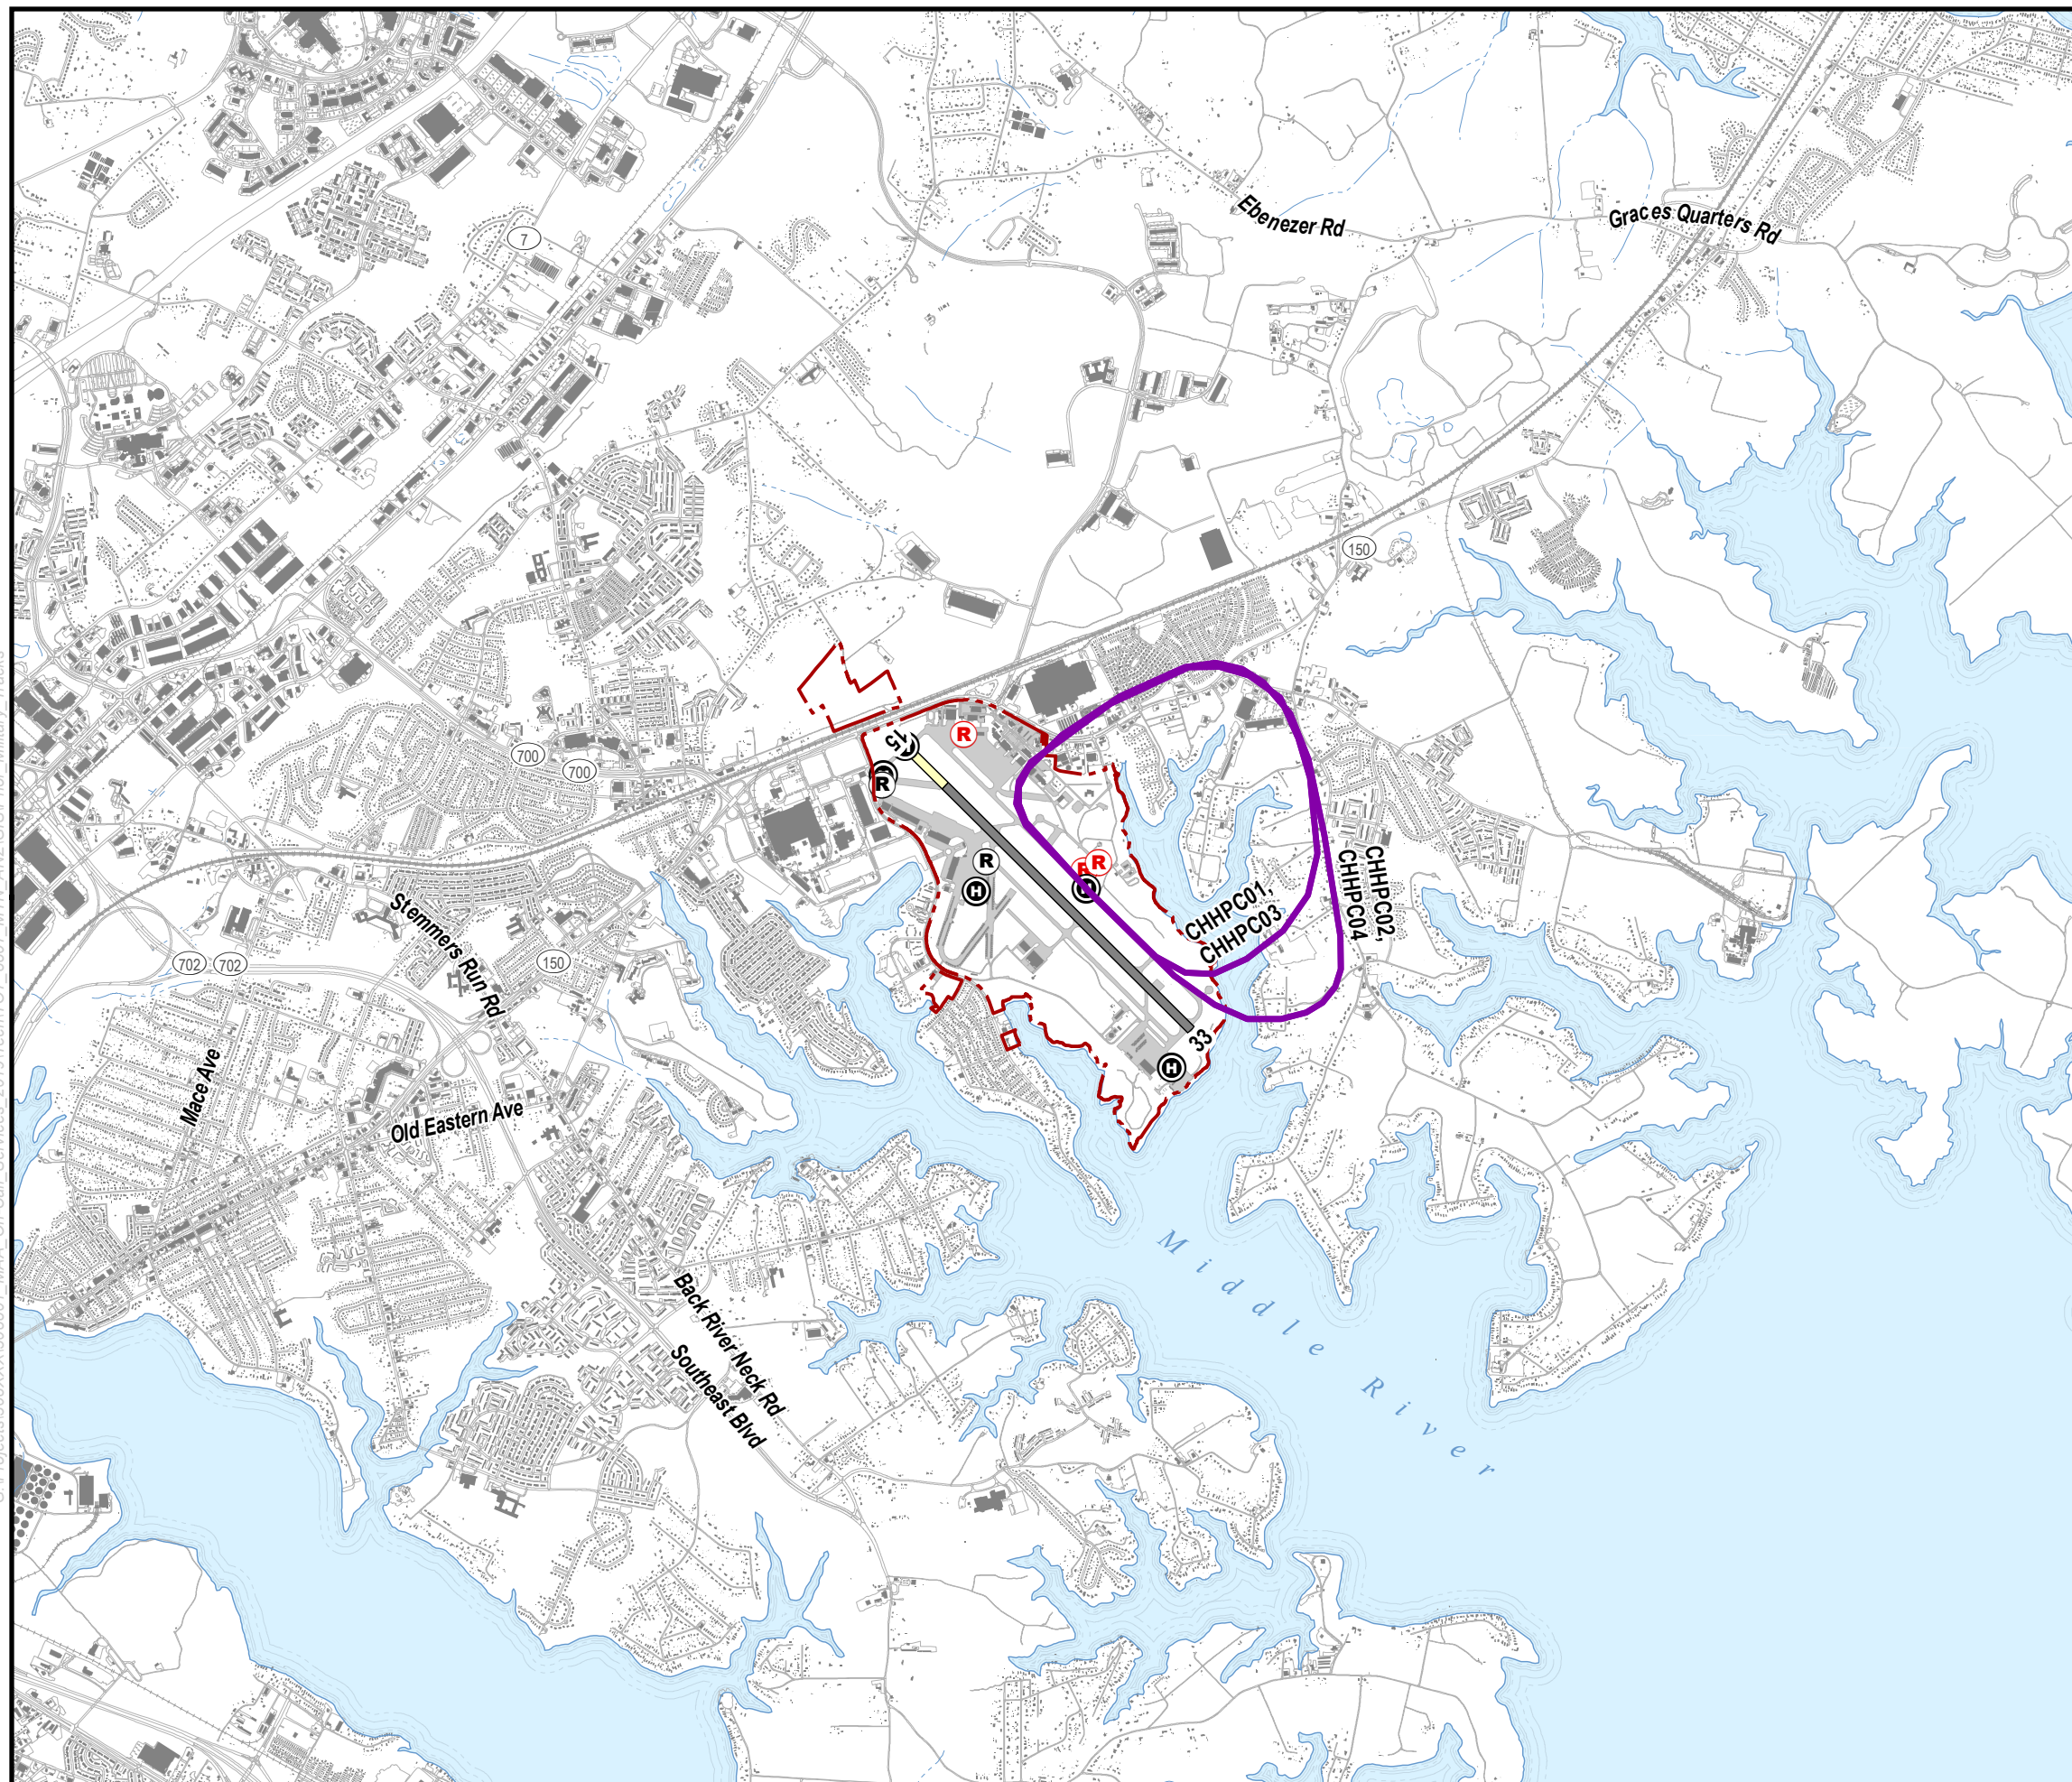 Ebenezer Rd
Graces Quarters Rd
7
150
R
15
R
700
700
R
R
R
H
H
CHHPC01,
CHHPC03
CHHPC02,
CHHPC04
Stemmers Run Rd
702
702
150
33
H
Mace Ave
Old Eastern Ave
Middle River
Back River Neck Rd
Southeast Blvd